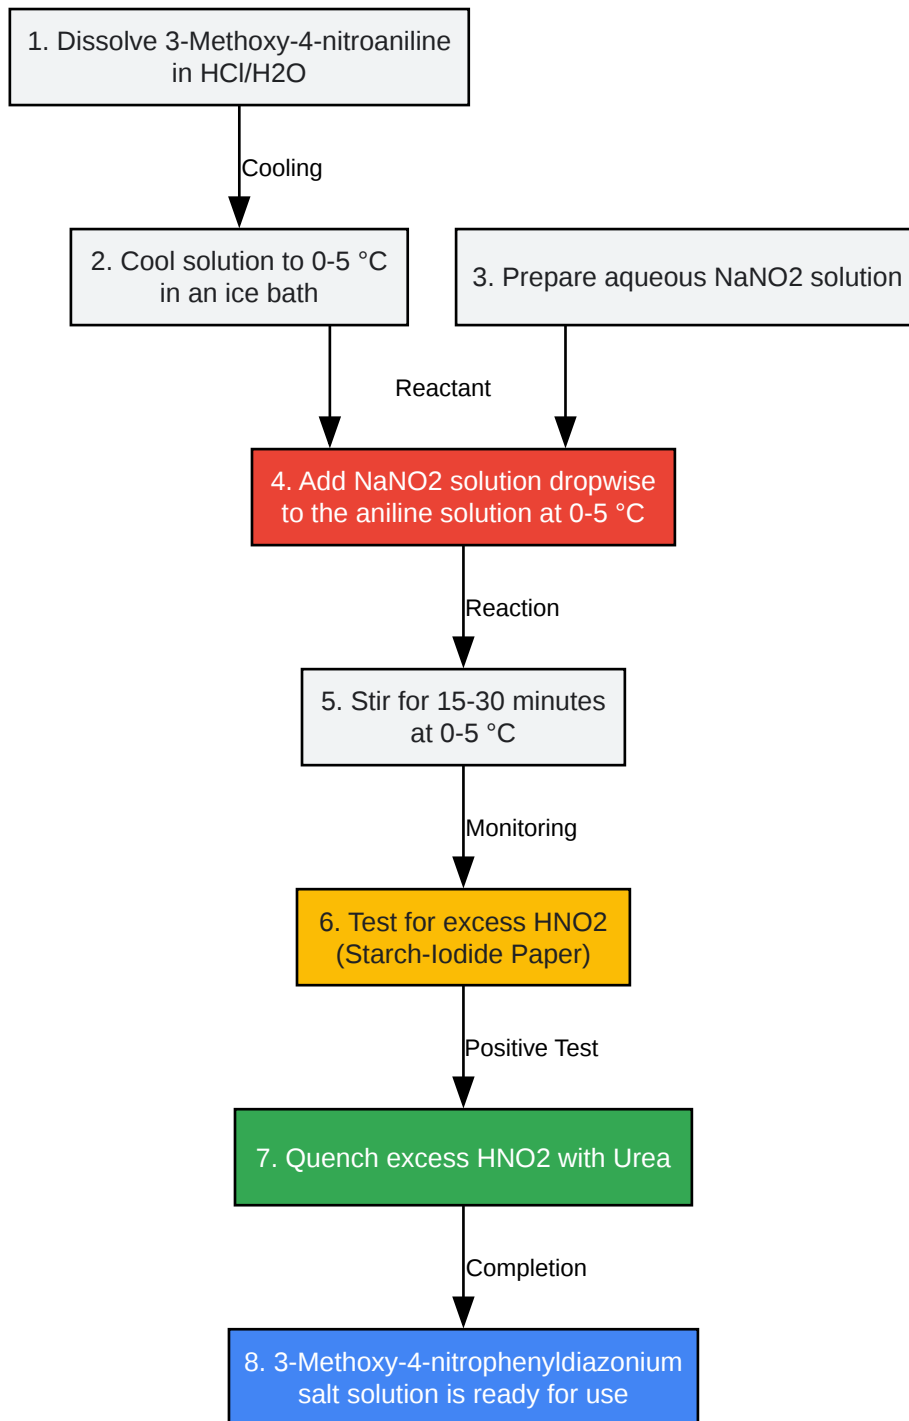 1. Dissolve 3-Methoxy-4-nitroaniline
in HCl/H2O
Cooling
2. Cool solution to 0-5 °C
in an ice bath
3. Prepare aqueous NaNO2 solution
Reactant
4. Add NaNO2 solution dropwise
to the aniline solution at 0-5 °C
Reaction
5. Stir for 15-30 minutes
at 0-5 °C
Monitoring
6. Test for excess HNO2
(Starch-Iodide Paper)
Positive Test
7. Quench excess HNO2 with Urea
Completion
8. 3-Methoxy-4-nitrophenyldiazonium
salt solution is ready for use